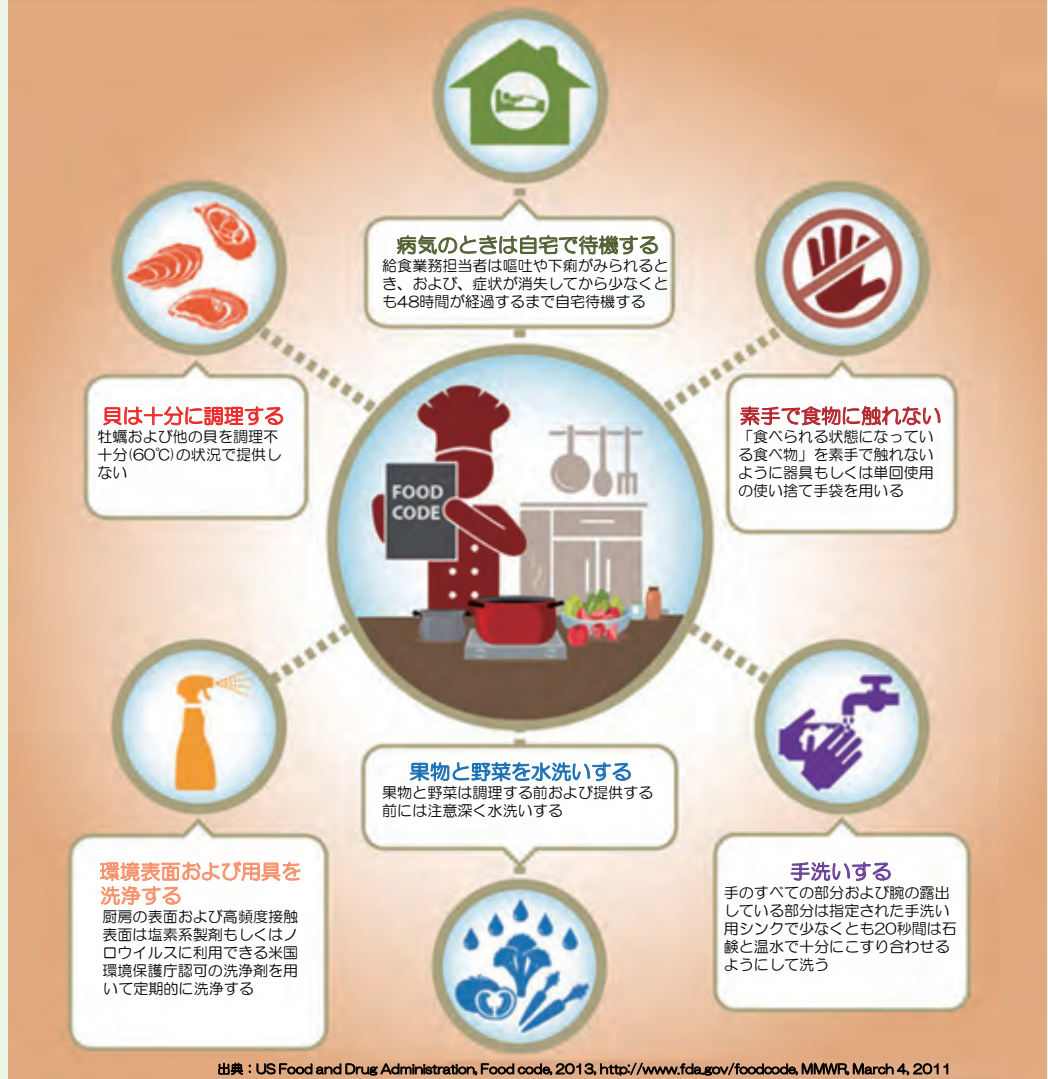 病気のときは自宅で待機する
給食業務担当者は嘔吐や下痢がみられると
き、および、症状が消失してから少なくと
も48時間が経過するまで自宅待機する
貝は十分に調理する
牡蠣および他の貝を調理不
十分(60℃)の状況で提供し
ない
素手で食物に触れない
「食べられる状態になってい
る食べ物」を素手で触れない
ように器具もしくは単回使用
の使い捨て手袋を用いる
FOOD
CODE
果物と野菜を水洗いする
果物と野菜は調理する前および提供する
前には注意深く水洗いする
環境表面および用具を
洗浄する
厨房の表面および高頻度接触
表面は塩素系製剤もしくはノ
ロウイルスに利用できる米国
環境保護庁認可の洗浄剤を用
いて定期的に洗浄する
手洗いする
手のすべての部分および腕の露出
している部分は指定された手洗い
用シンクで少なくとも20秒間は石
鹸と温水で十分にこすり合わせる
ようにして洗う
出典:US Food and Drug Administration, Food code, 2013, http://www.fda.gov/foodcode, MMWR, March 4, 2011